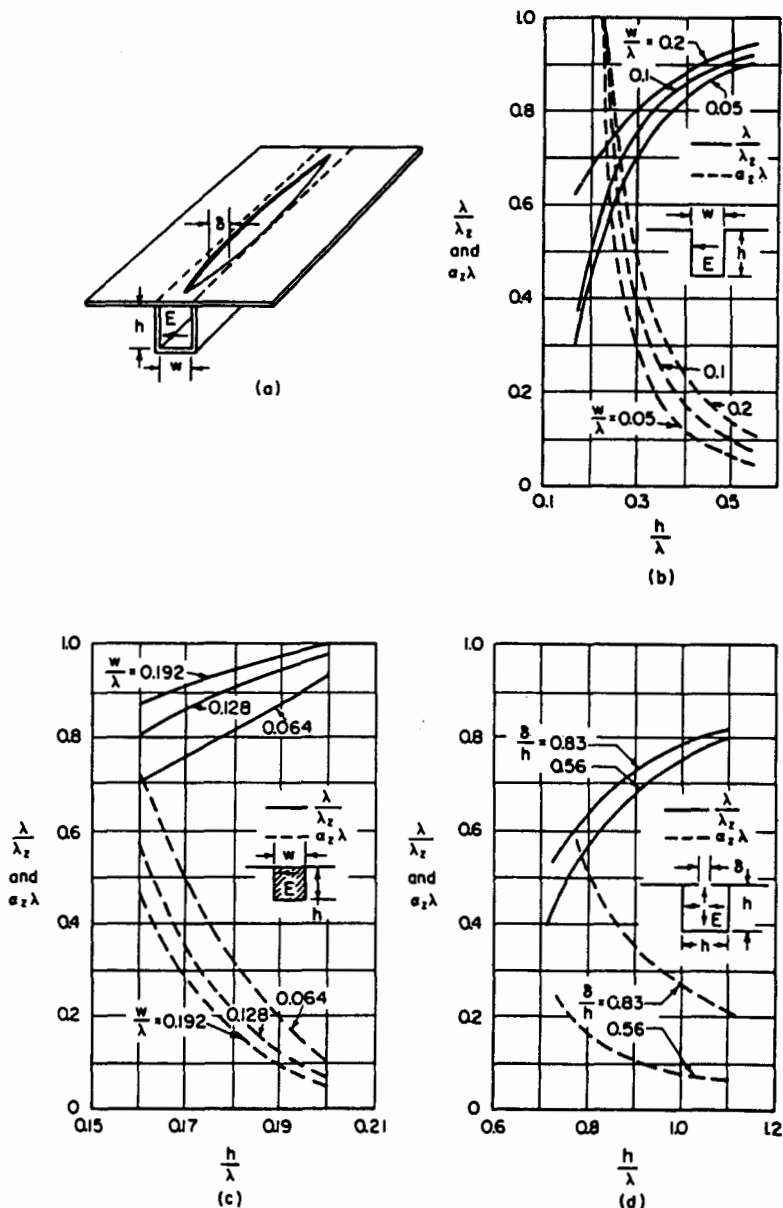 δ
h
E
w
(a)
1.0
0.8
0.6
0.4
0.2
0
λ/λz
and
αzλ
w/λ = 0.2
0.1
0.05
λ/λz
αzλ
w
h
E
0.1
0.2
w/λ = 0.05
0.1
0.3
0.5
h/λ
(b)
1.0
0.8
0.6
0.4
0.2
0
λ/λz
and
αzλ
w/λ = 0.192
0.128
0.064
λ/λz
αzλ
w
E
h
0.064
w/λ = 0.192
0.128
0.15
0.17
0.19
0.21
h/λ
(c)
1.0
0.8
0.6
0.4
0.2
0
λ/λz
and
αzλ
δ/h = 0.83
0.56
λ/λz
αzλ
δ
h
E
h
δ/h = 0.83
0.56
0.6
0.8
1.0
1.2
h/λ
(d)